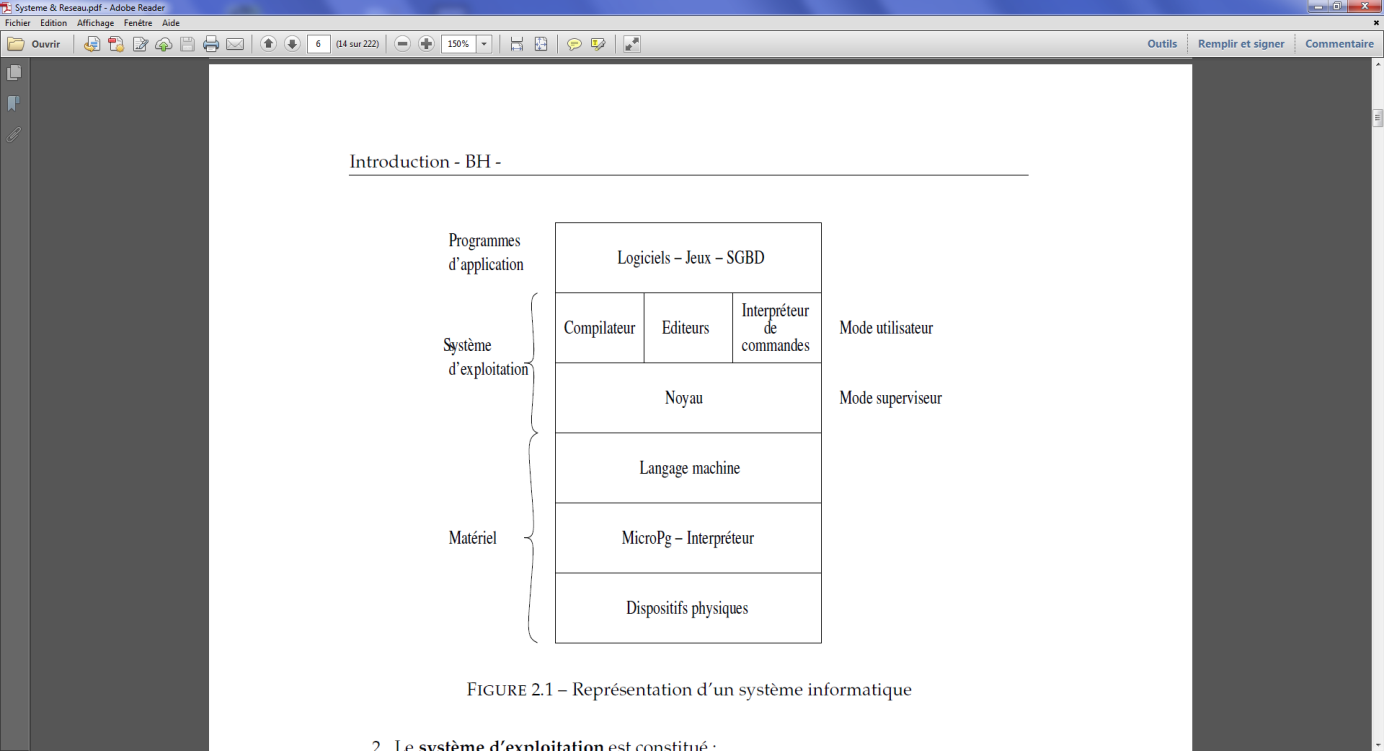 Systeme & Reseau.pdf - Adobe Reader
Fichier Edition Affichage Fenêtre Aide
Ouvrir 6 (14 sur 222) 150% Outils Remplir et signer Commentaire
Introduction - BH -
Programmes
d'application
Logiciels – Jeux – SGBD
Système
d'exploitation
Compilateur
Editeurs
Interpréteur
de
commandes
Mode utilisateur
Noyau
Mode superviseur
Matériel
Langage machine
MicroPg – Interpréteur
Dispositifs physiques
FIGURE 2.1 – Représentation d'un système informatique
2. Le système d'exploitation est constitué :